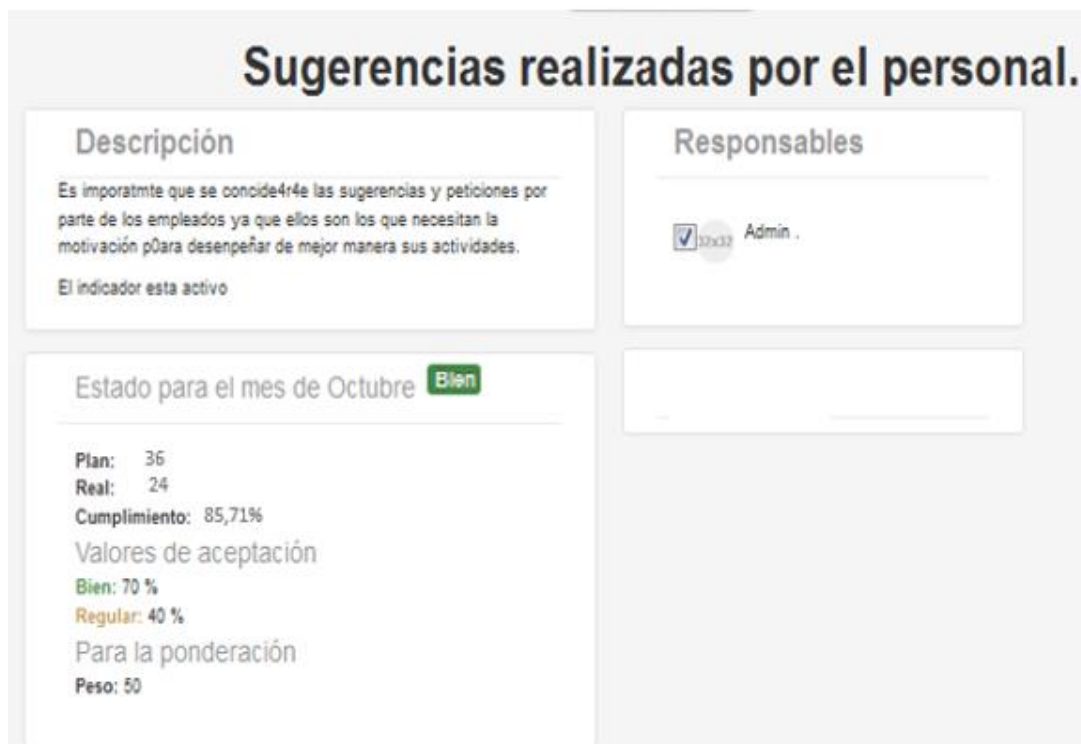 Sugerencias realizadas por el personal.
Descripción
Es imporatmte que se concide4r4e las sugerencias y peticiones por
parte de los empleados ya que ellos son los que necesitan la
motivación p0ara desenpeñar de mejor manera sus actividades.
El indicador esta activo
Responsables
32x32 Admin .
Estado para el mes de Octubre Bien
Plan: 36
Real: 24
Cumplimiento: 85,71%
Valores de aceptación
Bien: 70 %
Regular: 40 %
Para la ponderación
Peso: 50